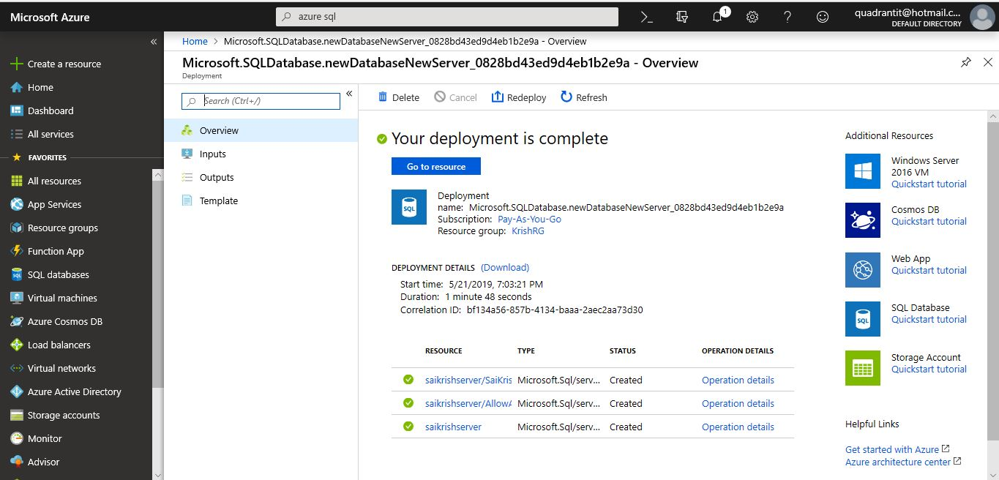 Microsoft Azure
azure sql
1
quadrantit@hotmail.c...
DEFAULT DIRECTORY
Create a resource
Home
Dashboard
All services
FAVORITES
All resources
App Services
Resource groups
Function App
SQL databases
Virtual machines
Azure Cosmos DB
Load balancers
Virtual networks
Azure Active Directory
Storage accounts
Monitor
Advisor
Home > Microsoft.SQLDatabase.newDatabaseNewServer_0828bd43ed9d4eb1b2e9a - Overview
Microsoft.SQLDatabase.newDatabaseNewServer_0828bd43ed9d4eb1b2e9a - Overview
Deployment
Search (Ctrl+/)
Overview
Inputs
Outputs
Template
Delete Cancel Redeploy Refresh
Your deployment is complete
Go to resource
SQL
Deployment
name: Microsoft.SQLDatabase.newDatabaseNewServer_0828bd43ed9d4eb1b2e9a
Subscription: Pay-As-You-Go
Resource group: KrishRG
DEPLOYMENT DETAILS (Download)
Start time: 5/21/2019, 7:03:21 PM
Duration: 1 minute 48 seconds
Correlation ID: bf134a56-857b-4134-baaa-2aec2aa73d30
RESOURCE TYPE STATUS OPERATION DETAILS
saikrishserver/SaiKris Microsoft.Sql/serv... Created Operation details
saikrishserver/AllowA Microsoft.Sql/serv... Created Operation details
saikrishserver Microsoft.Sql/serv... Created Operation details
Additional Resources
Windows Server
2016 VM
Quickstart tutorial
Cosmos DB
Quickstart tutorial
Web App
Quickstart tutorial
SQL
SQL Database
Quickstart tutorial
Storage Account
Quickstart tutorial
Helpful Links
Get started with Azure
Azure architecture center